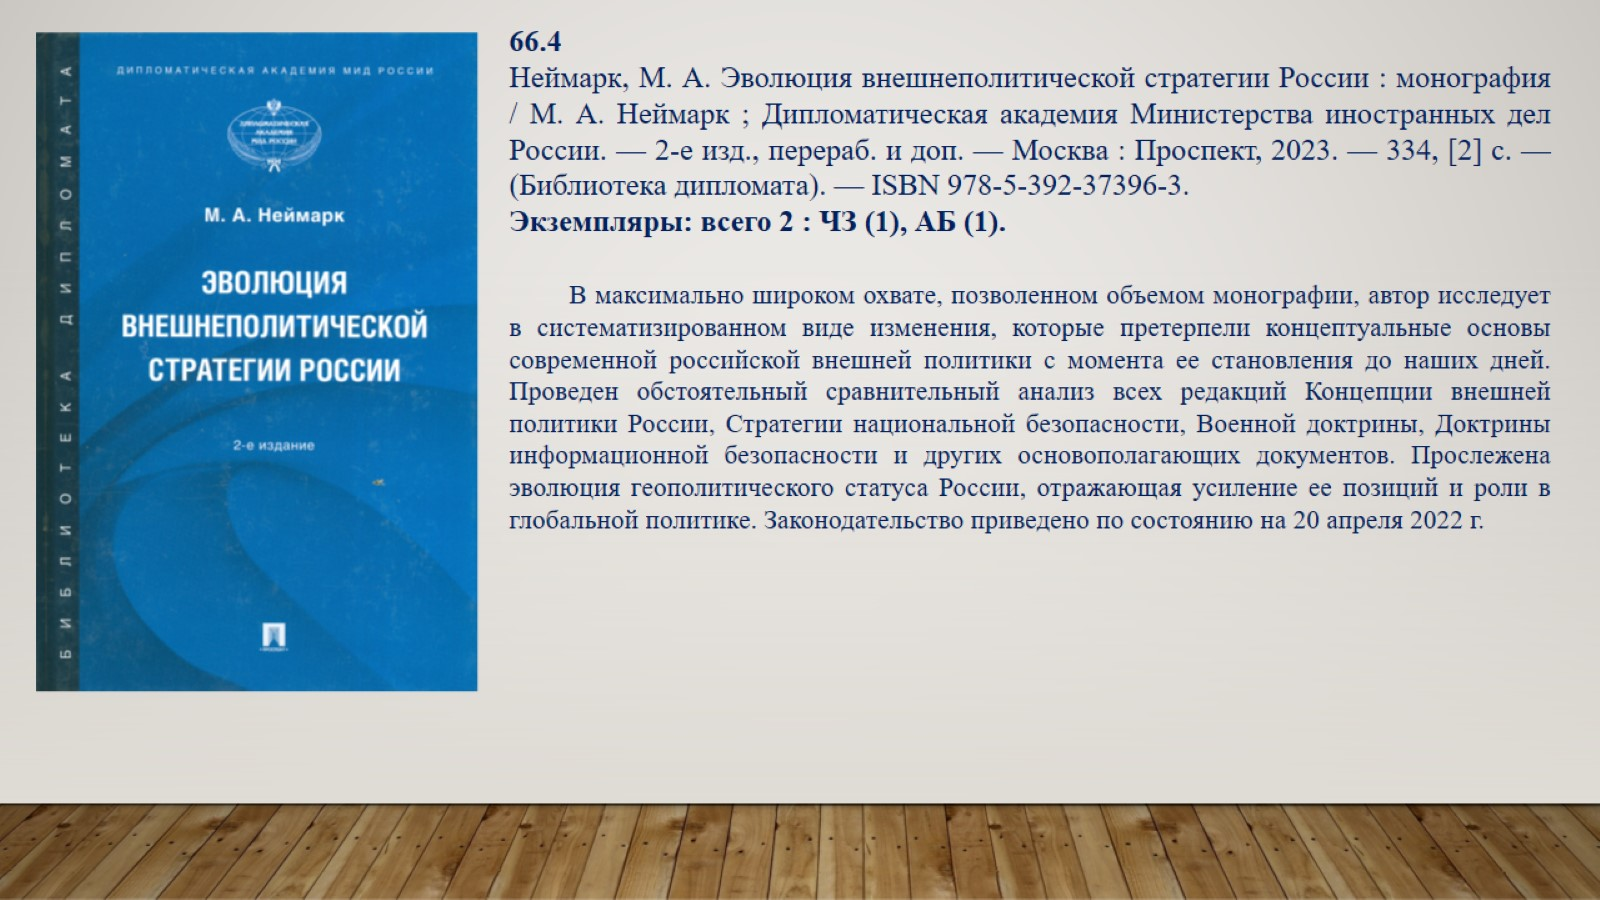 БИБЛИОТЕКА ДИПЛОМАТА
ДИПЛОМАТИЧЕСКАЯ АКАДЕМИЯ МИД РОССИИ
ДИПЛОМАТИЧЕСКАЯ
АКАДЕМИЯ
МИД РОССИИ
М. А. Неймарк
ЭВОЛЮЦИЯ
ВНЕШНЕПОЛИТИЧЕСКОЙ
СТРАТЕГИИ РОССИИ
2-е издание
66.4
Неймарк, М. А. Эволюция внешнеполитической стратегии России : монография
/ М. А. Неймарк ; Дипломатическая академия Министерства иностранных дел
России. — 2-е изд., перераб. и доп. — Москва : Проспект, 2023. — 334, [2] с. —
(Библиотека дипломата). — ISBN 978-5-392-37396-3.
Экземпляры: всего 2 : ЧЗ (1), АБ (1).
В максимально широком охвате, позволенном объемом монографии, автор исследует
в систематизированном виде изменения, которые претерпели концептуальные основы
современной российской внешней политики с момента ее становления до наших дней.
Проведен обстоятельный сравнительный анализ всех редакций Концепции внешней
политики России, Стратегии национальной безопасности, Военной доктрины, Доктрины
информационной безопасности и других основополагающих документов. Прослежена
эволюция геополитического статуса России, отражающая усиление ее позиций и роли в
глобальной политике. Законодательство приведено по состоянию на 20 апреля 2022 г.